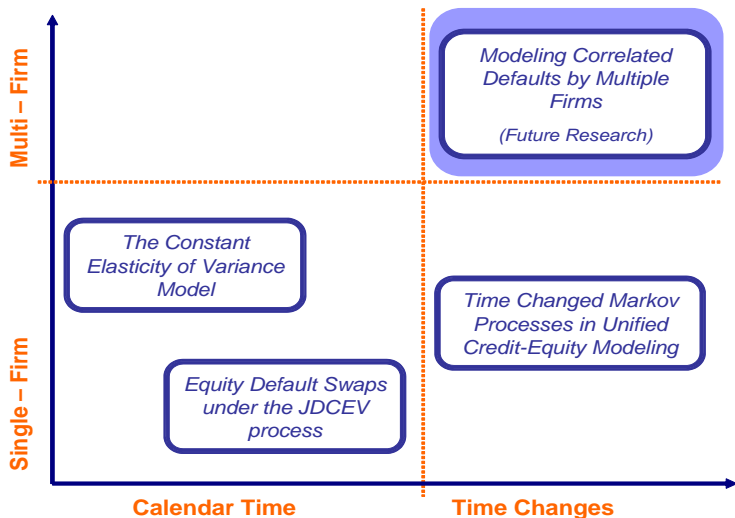 Multi – Firm
Modeling Correlated
Defaults by Multiple
Firms
(Future Research)
The Constant
Elasticity of Variance
Model
Time Changed Markov
Processes in Unified
Credit-Equity Modeling
Single – Firm
Equity Default Swaps
under the JDCEV
process
Calendar Time
Time Changes